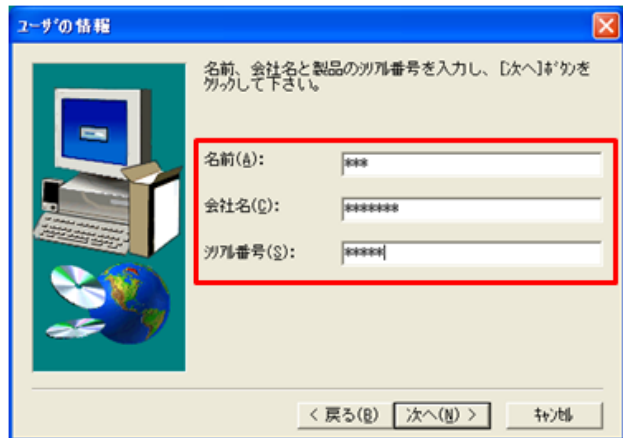 ユーザの情報
名前、会社名と製品のｼﾘｱﾙ番号を入力し、[次へ]ﾎﾞﾀﾝを
ｸﾘｯｸして下さい。
名前(A): ***
会社名(C): *******
ｼﾘｱﾙ番号(S): *****
< 戻る(B) 次へ(N) > ｷｬﾝｾﾙ